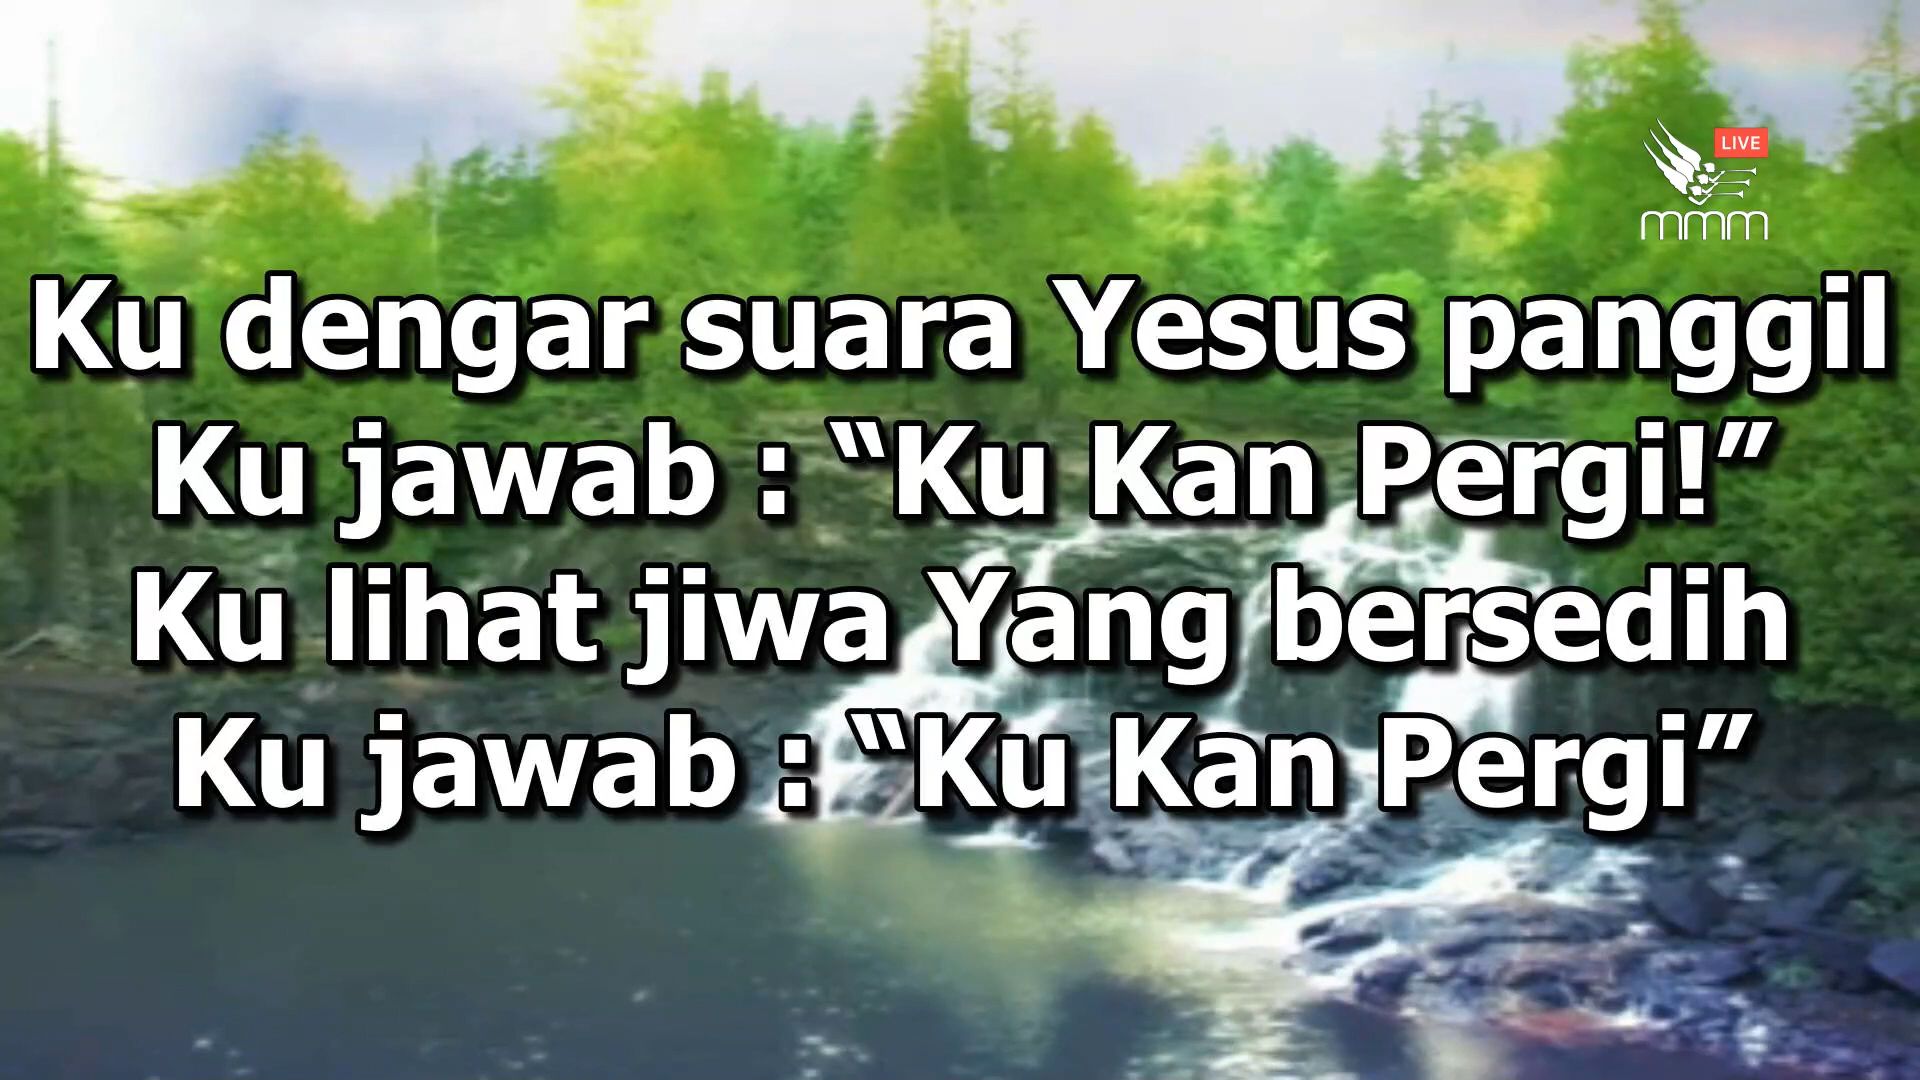 LIVE
mmm
Ku dengar suara Yesus panggil
Ku jawab : “Ku Kan Pergi!”
Ku lihat jiwa Yang bersedih
Ku jawab : “Ku Kan Pergi”